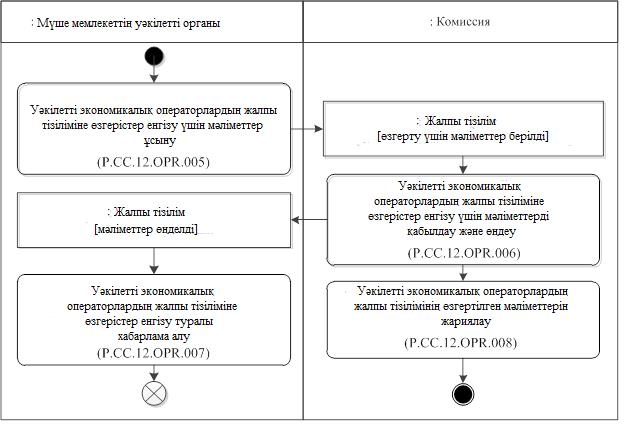 : Мүше мемлекеттің уәкілетті органы
: Комиссия
Уәкілетті экономикалық операторлардың жалпы
тізіліміне өзгерістер енгізу үшін мәліметтер
ұсыну
(P.CC.12.OPR.005)
: Жалпы тізілім
[өзгерту үшін мәліметтер берілді]
Уәкілетті экономикалық
операторлардың жалпы тізіліміне
өзгерістер енгізу үшін мәліметтерді
қабылдау және өңдеу
(P.CC.12.OPR.006)
: Жалпы тізілім
[мәліметтер өңделді]
Уәкілетті экономикалық
операторлардың жалпы тізіліміне
өзгерістер енгізу туралы
хабарлама алу
(P.CC.12.OPR.007)
Уәкілетті экономикалық операторлардың
жалпы тізілімінің өзгертілген мәліметтерін
жариялау
(P.CC.12.OPR.008)